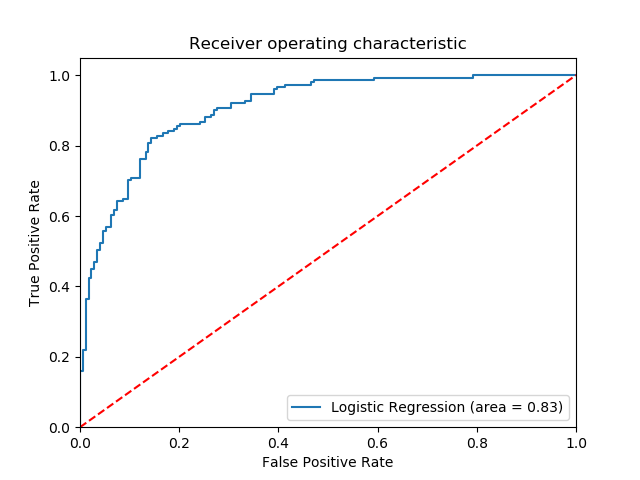 Receiver operating characteristic
1.0
0.8
0.6
0.4
0.2
0.0
True Positive Rate
Logistic Regression (area = 0.83)
0.0 0.2 0.4 0.6 0.8 1.0
False Positive Rate